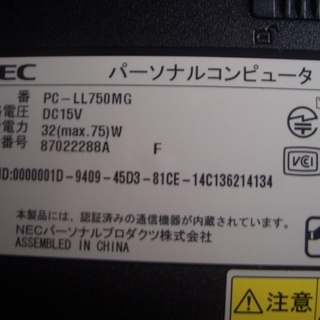 NEC パーソナルコンピュータ
番 PC-LL750MG
電圧 DC15V
電力 32(max.75)W
番号 87022288A F
ID:0000001D-9409-45D3-81CE-14C136214134
本製品には、認証済みの通信機器が内蔵されています。
NECパーソナルプロダクツ株式会社
ASSEMBLED IN CHINA
VCI
注意